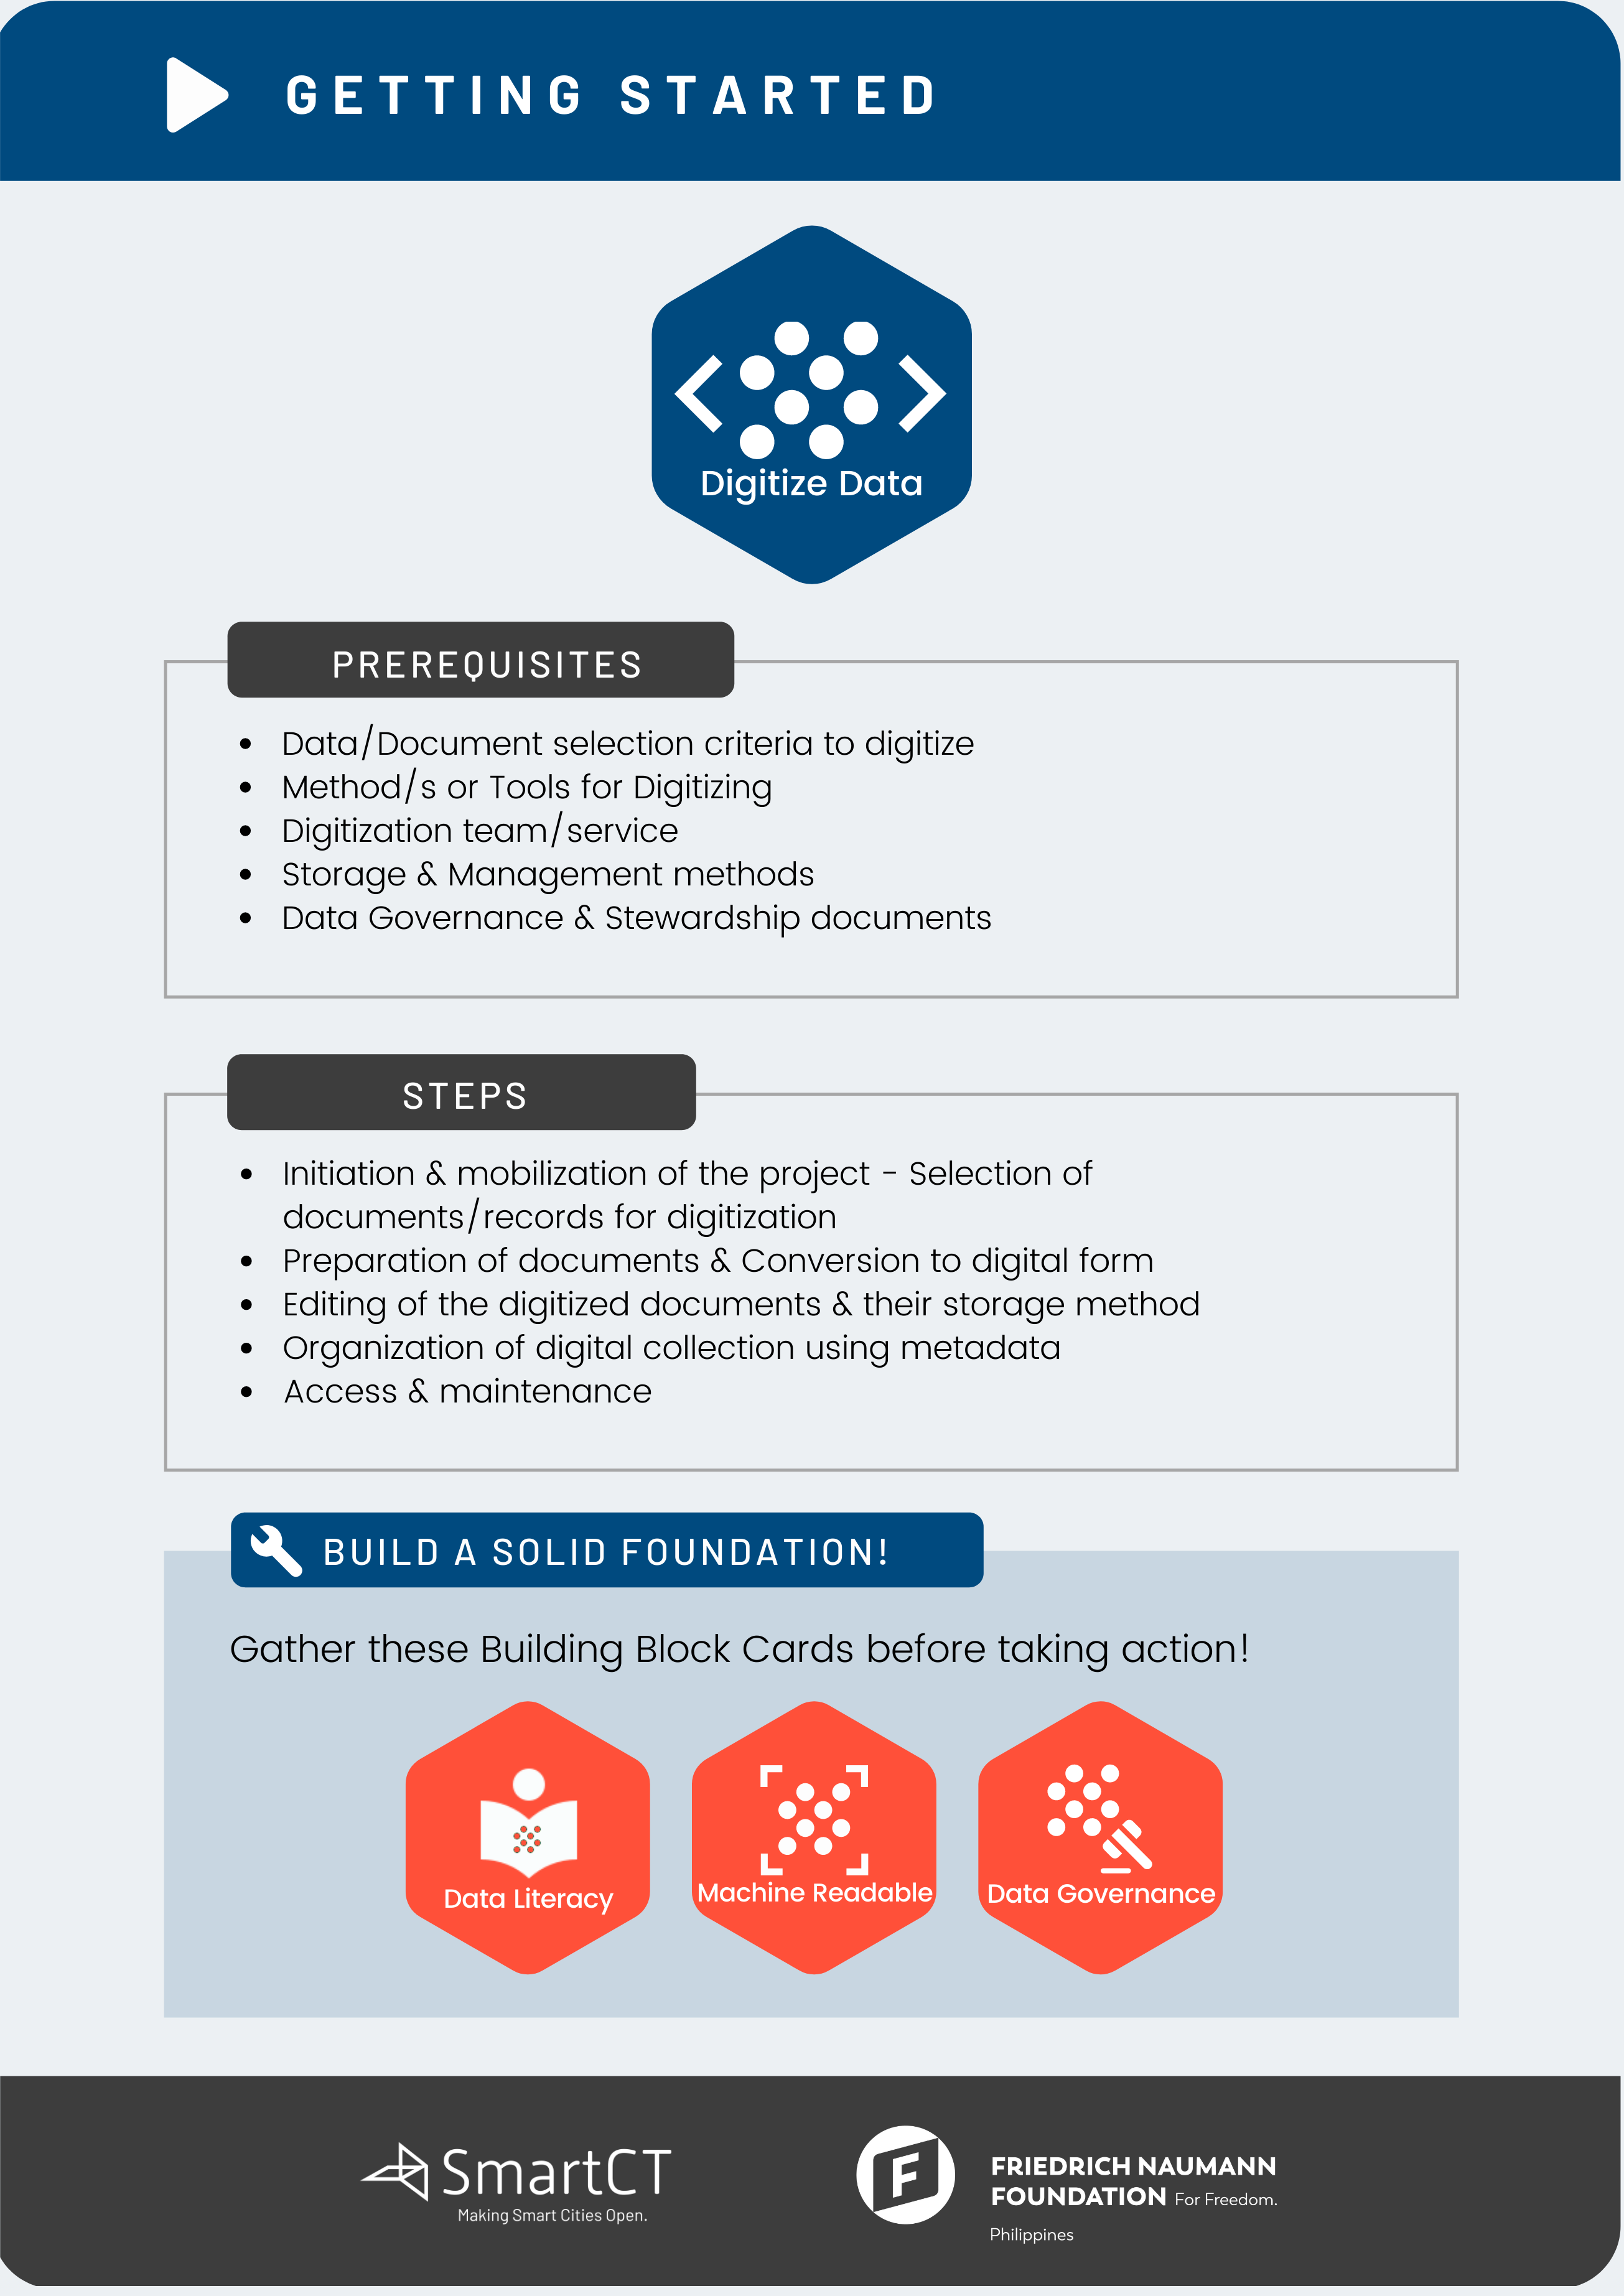 GETTING STARTED
Digitize Data
PREREQUISITES
• Data/Document selection criteria to digitize
• Method/s or Tools for Digitizing
• Digitization team/service
• Storage & Management methods
• Data Governance & Stewardship documents
STEPS
• Initiation & mobilization of the project - Selection of
documents/records for digitization
• Preparation of documents & Conversion to digital form
• Editing of the digitized documents & their storage method
• Organization of digital collection using metadata
• Access & maintenance
BUILD A SOLID FOUNDATION!
Gather these Building Block Cards before taking action!
Data Literacy
Machine Readable
Data Governance
SmartCT
Making Smart Cities Open.
F
FRIEDRICH NAUMANN
FOUNDATION For Freedom.
Philippines